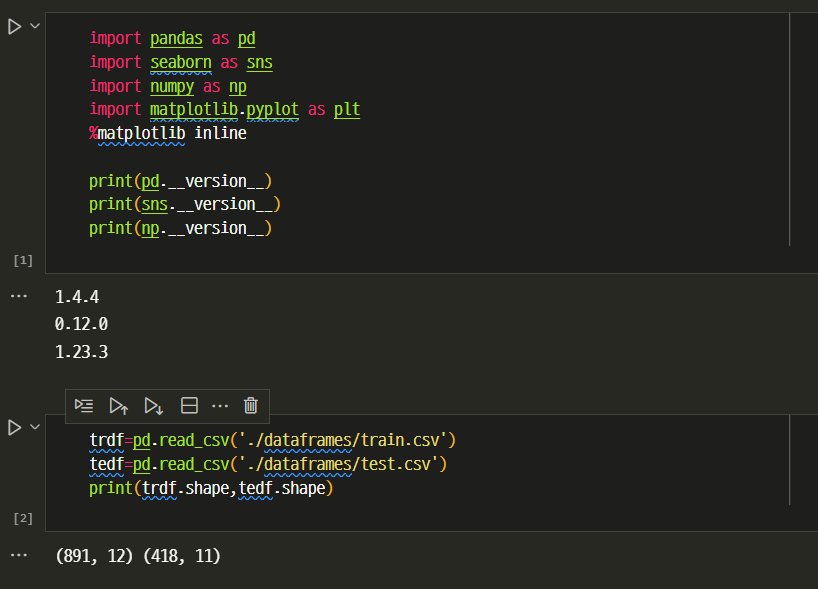 import pandas as pd
import seaborn as sns
import numpy as np
import matplotlib.pyplot as plt
%matplotlib inline
print(pd.__version__)
print(sns.__version__)
print(np.__version__)
[1]
1.4.4
0.12.0
1.23.3
trdf=pd.read_csv('./dataframes/train.csv')
tedf=pd.read_csv('./dataframes/test.csv')
print(trdf.shape,tedf.shape)
[2]
(891, 12) (418, 11)